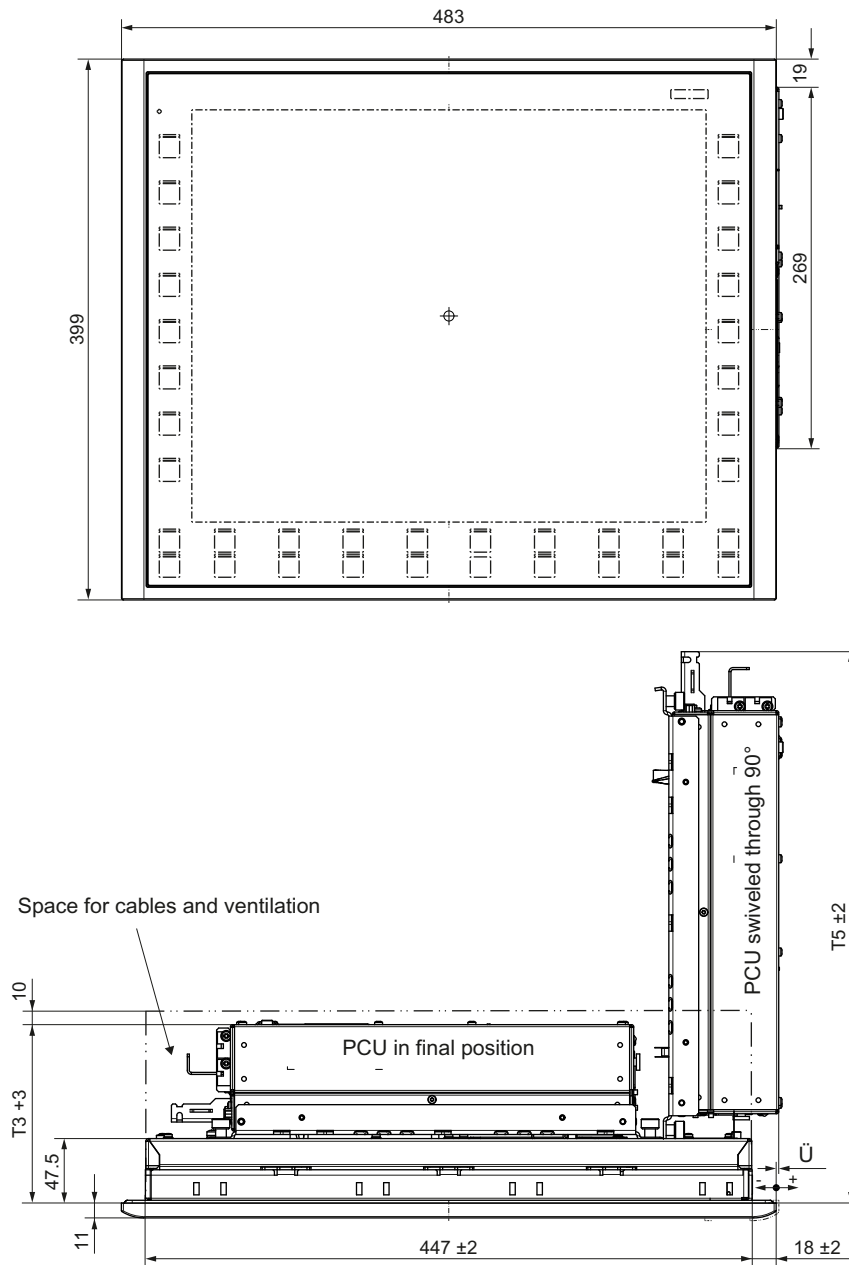 483
19
399
269
PCU swiveled through 90°
T5 ±2
Space for cables and ventilation
10
PCU in final position
T3 +3
47.5
Ü
- +
11
447 ±2
18 ±2